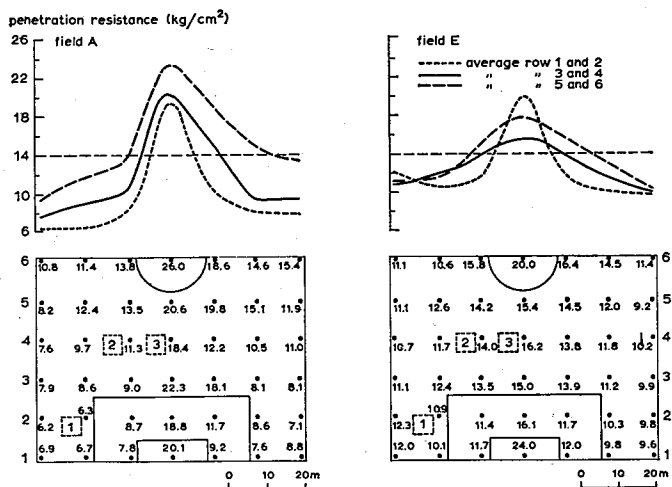 penetration resistance (kg/cm²)
field A
26
22
18
14
10
6
field E
average row 1 and 2
" " 3 and 4
" " 5 and 6
6 10.8 11.4 13.8 26.0 18.6 14.6 15.4
5 8.2 12.4 13.5 20.6 19.8 15.1 11.9
2 3
4 7.6 9.7 11.3 18.4 12.2 10.5 11.0
3 7.9 8.6 9.0 22.3 18.1 8.1 8.1
6.3
2 6.2 1 8.7 18.8 11.7 8.6 7.1
1 6.9 6.7 7.8 20.1 9.2 7.6 8.8
0 10 20m
11.1 10.6 15.8 20.0 16.4 14.5 11.4 6
11.1 12.6 14.2 15.4 14.5 12.0 9.2 5
2 3
10.7 11.7 14.0 16.2 13.8 11.8 10.2 4
11.1 12.4 13.5 15.0 13.9 11.2 9.9 3
10.9
12.3 1 11.4 16.1 11.7 10.3 9.8 2
12.0 10.1 11.7 24.0 12.0 9.8 9.6 1
0 10 20m